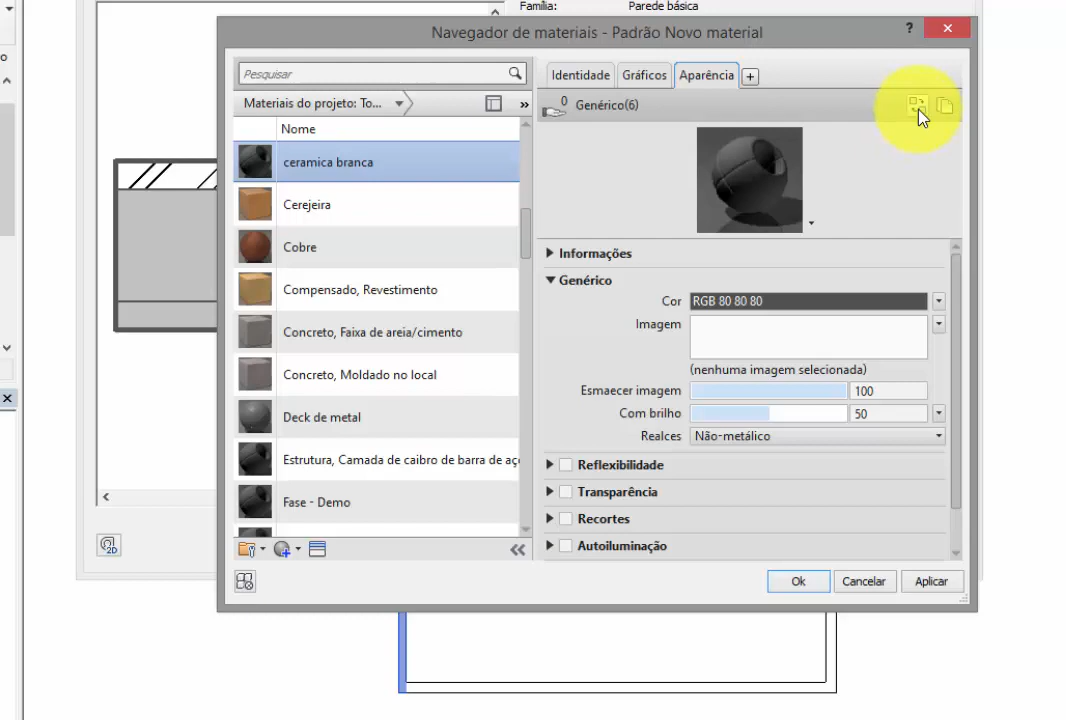 Família: Parede básica
Navegador de materiais - Padrão Novo material
?
Pesquisar
Materiais do projeto: To...
»
Nome
ceramica branca
Cerejeira
Cobre
Compensado, Revestimento
Concreto, Faixa de areia/cimento
Concreto, Moldado no local
Deck de metal
Estrutura, Camada de caibro de barra de aç
Fase - Demo
Identidade
Gráficos
Aparência
0
Genérico(6)
Informações
Genérico
Cor RGB 80 80 80
Imagem
(nenhuma imagem selecionada)
Esmaecer imagem 100
Com brilho 50
Realces Não-metálico
Reflexibilidade
Transparência
Recortes
Autoiluminação
Ok
Cancelar
Aplicar
2D